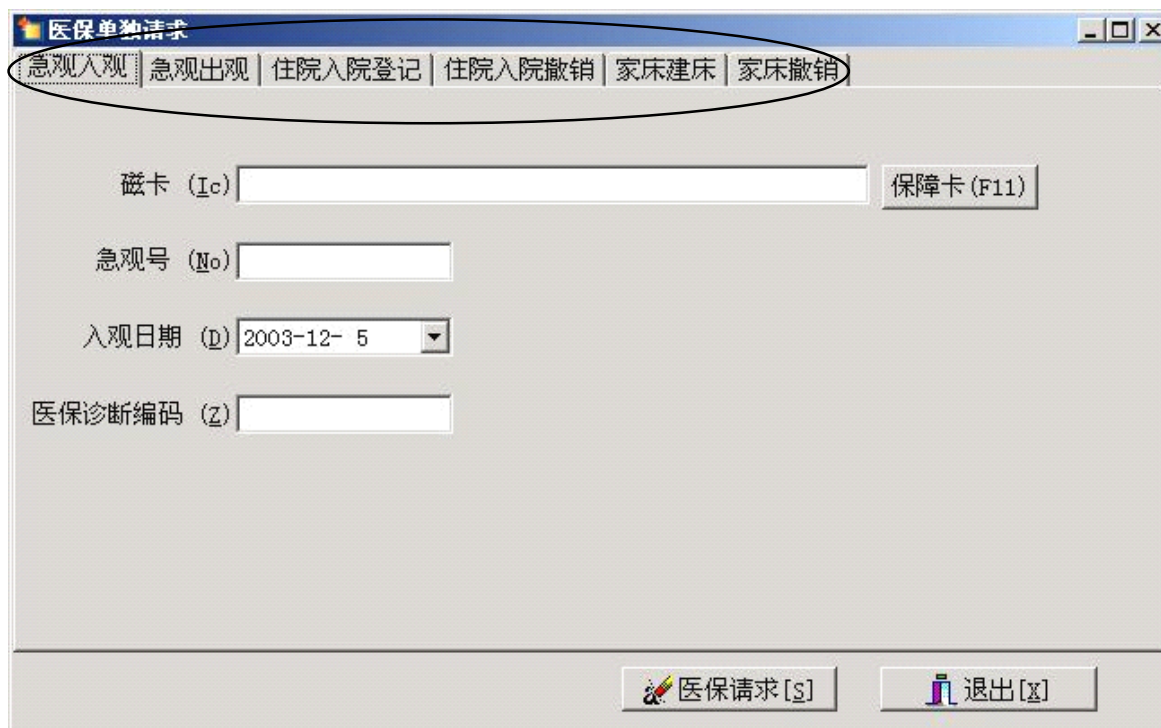 医保单独请求
急观入观 急观出观 住院入院登记 住院入院撤销 家床建床 家床撤销
磁卡 (Ic) 保障卡(F11)
急观号 (No)
入观日期 (D) 2003-12- 5
医保诊断编码 (Z)
医保请求[S] 退出[X]